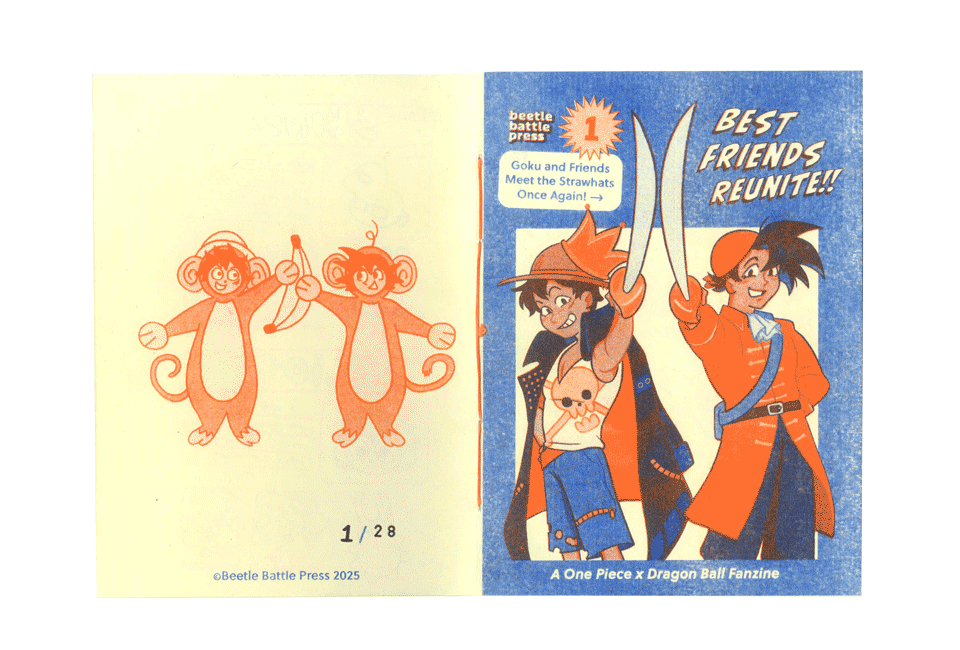 1 / 28
©Beetle Battle Press 2025
beetle
battle
press
1
Goku and Friends
Meet the Strawhats
Once Again! →
BEST
FRIENDS
REUNITE!!
A One Piece x Dragon Ball Fanzine